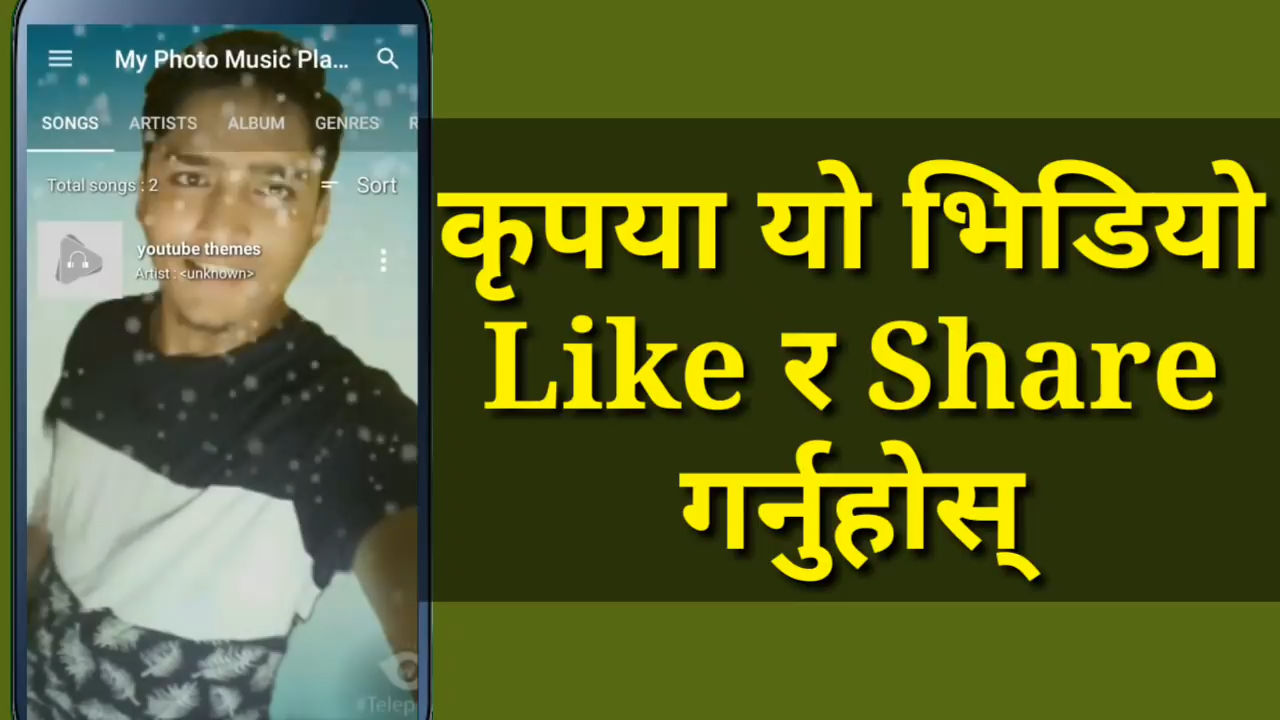 My Photo Music Pla...
SONGS ARTISTS ALBUM GENRES R
Total songs : 2 Sort
youtube themes
Artist : <unknown>
कृपया यो भिडियो
Like र Share
गर्नुहोस्
#Telep